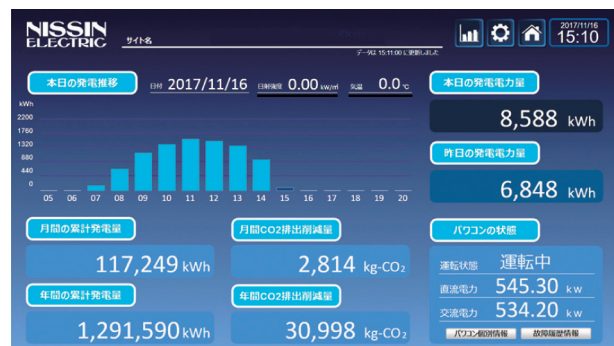 NISSIN
ELECTRIC
サイト名
データは 15:11:00 に更新しました
2017/11/16
15:10
本日の発電推移
日付 2017/11/16 日射強度 0.00 kW/㎡ 気温 0.0 ℃
kWh
2200
1760
1320
880
440
0
05 06 07 08 09 10 11 12 13 14 15 16 17 18 19 20
本日の発電電力量
8,588 kWh
昨日の発電電力量
6,848 kWh
月間の累計発電量
117,249 kWh
月間CO2排出削減量
2,814 kg-CO₂
年間の累計発電量
1,291,590 kWh
年間CO2排出削減量
30,998 kg-CO₂
パワコンの状態
運転状態 運転中
直流電力 545.30 kw
交流電力 534.20 kw
パワコン個別情報 故障履歴情報